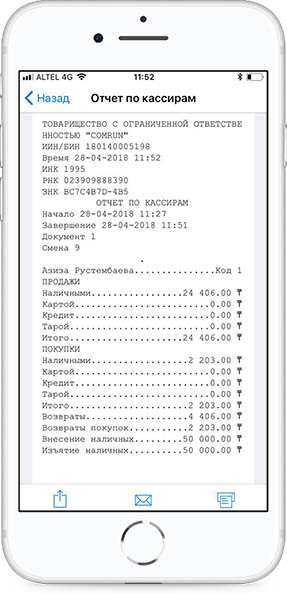 ALTEL 4G 11:52
Назад Отчет по кассирам
ТОВАРИЩЕСТВО С ОГРАНИЧЕННОЙ ОТВЕТСТВЕ
ННОСТЬЮ "COMRUN"
ИИН/БИН 180140005198
Время 28-04-2018 11:52
ИНК 1995
РНК 023909888390
ЗНК BC7C4B7D-4B5
ОТЧЕТ ПО КАССИРАМ
Начало 28-04-2018 11:27
Завершение 28-04-2018 11:51
Документ 1
Смена 9
.
Азиза Рустембаева...............Код 1
ПРОДАЖИ
Наличными...............24 406.00 ₸
Картой.......................0.00 ₸
Кредит.......................0.00 ₸
Тарой........................0.00 ₸
Итого...................24 406.00 ₸
ПОКУПКИ
Наличными................2 203.00 ₸
Картой.......................0.00 ₸
Кредит.......................0.00 ₸
Тарой........................0.00 ₸
Итого....................2 203.00 ₸
Возвраты.................4 406.00 ₸
Возвраты покупок.........2 203.00 ₸
Внесение наличных.......50 000.00 ₸
Изъятие наличных........50 000.00 ₸